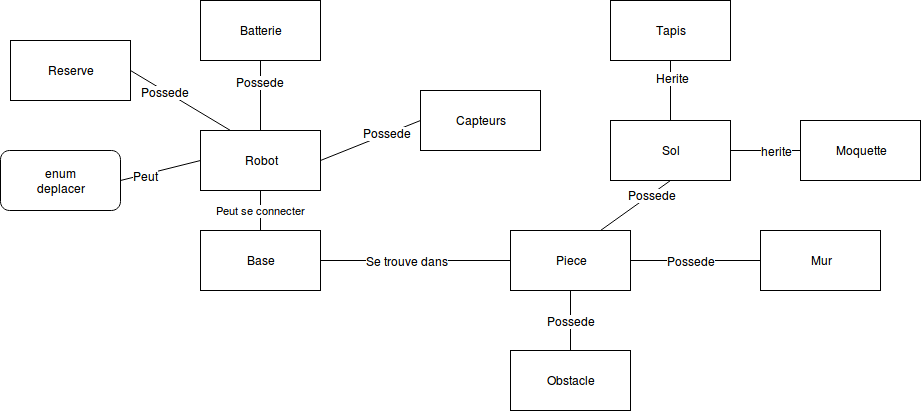 Batterie
Tapis
Reserve
Possede
Herite
Possede
Capteurs
Possede
Robot
Sol
herite
Moquette
enum
deplacer
Peut
Possede
Peut se connecter
Base
Se trouve dans
Piece
Possede
Mur
Possede
Obstacle